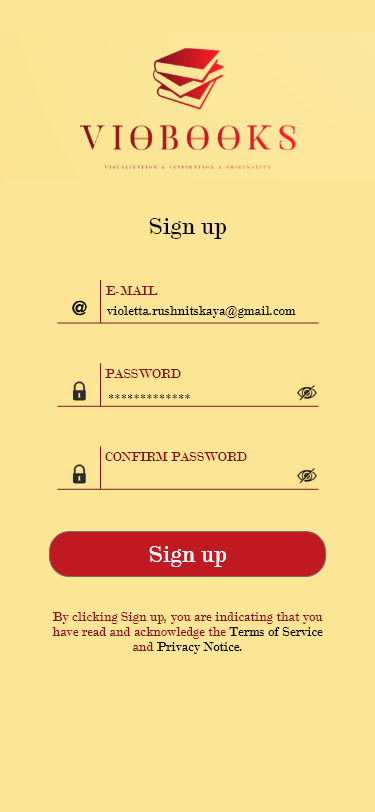 VIOBOOKS
VISUALIZATION & INSPIRATION & ORIGINALITY
Sign up
E-MAIL
@ violetta.rushnitskaya@gmail.com
PASSWORD
*************
CONFIRM PASSWORD
Sign up
By clicking Sign up, you are indicating that you
have read and acknowledge the Terms of Service
and Privacy Notice.